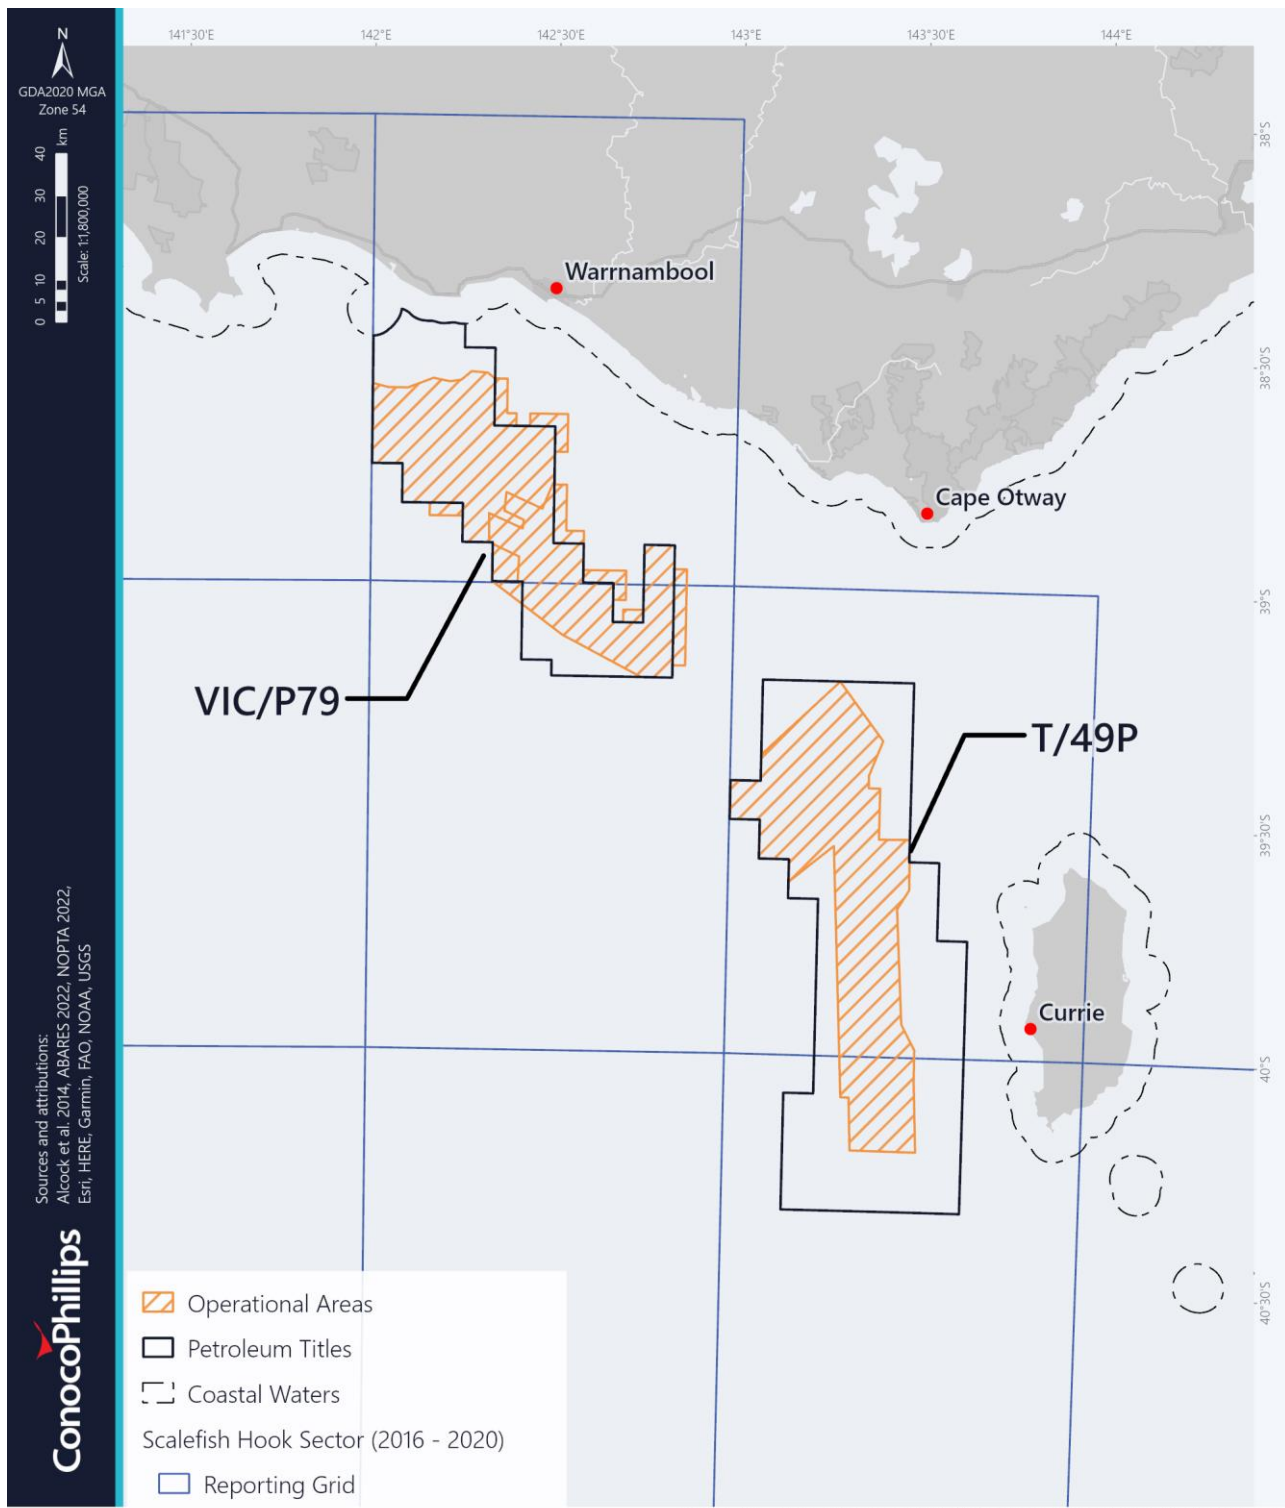 N
GDA2020 MGA
Zone 54
0 5 10 20 30 40
km
Scale: 1:1,800,000
Sources and attributions:
Alcock et al. 2014, ABARES 2022, NOPTA 2022,
Esri, HERE, Garmin, FAO, NOAA, USGS
ConocoPhillips
141°30'E 142°E 142°30'E 143°E 143°30'E 144°E
38°S
38°30'S
39°S
39°30'S
40°S
40°30'S
Warrnambool
Cape Otway
VIC/P79
T/49P
Currie
Operational Areas
Petroleum Titles
Coastal Waters
Scalefish Hook Sector (2016 - 2020)
Reporting Grid